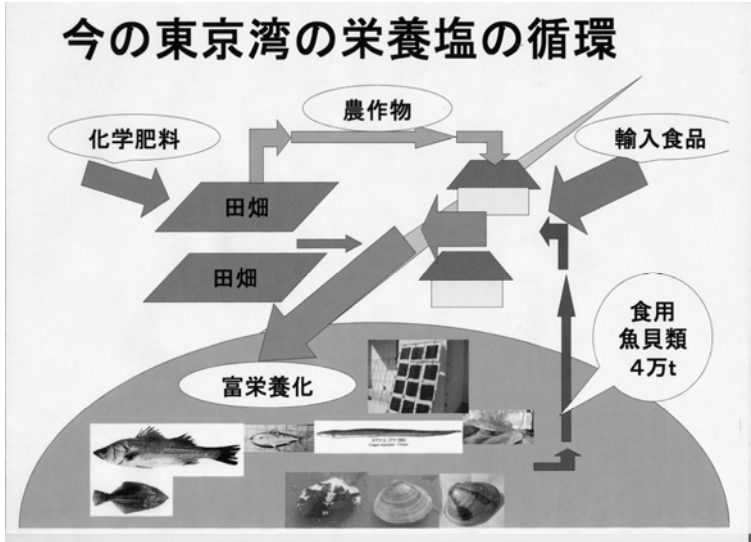 今の東京湾の栄養塩の循環
農作物
化学肥料
輸入食品
田畑
田畑
食用
魚貝類
4万t
富栄養化